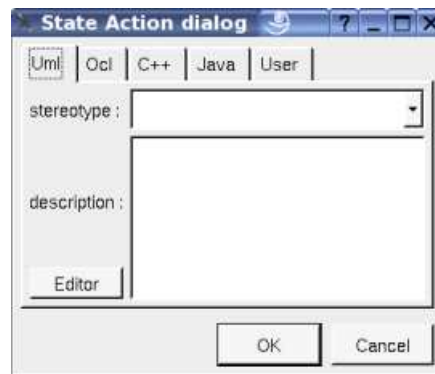 State Action dialog ? _ X
Uml Ocl C++ Java User
stereotype :
description :
Editor
OK Cancel